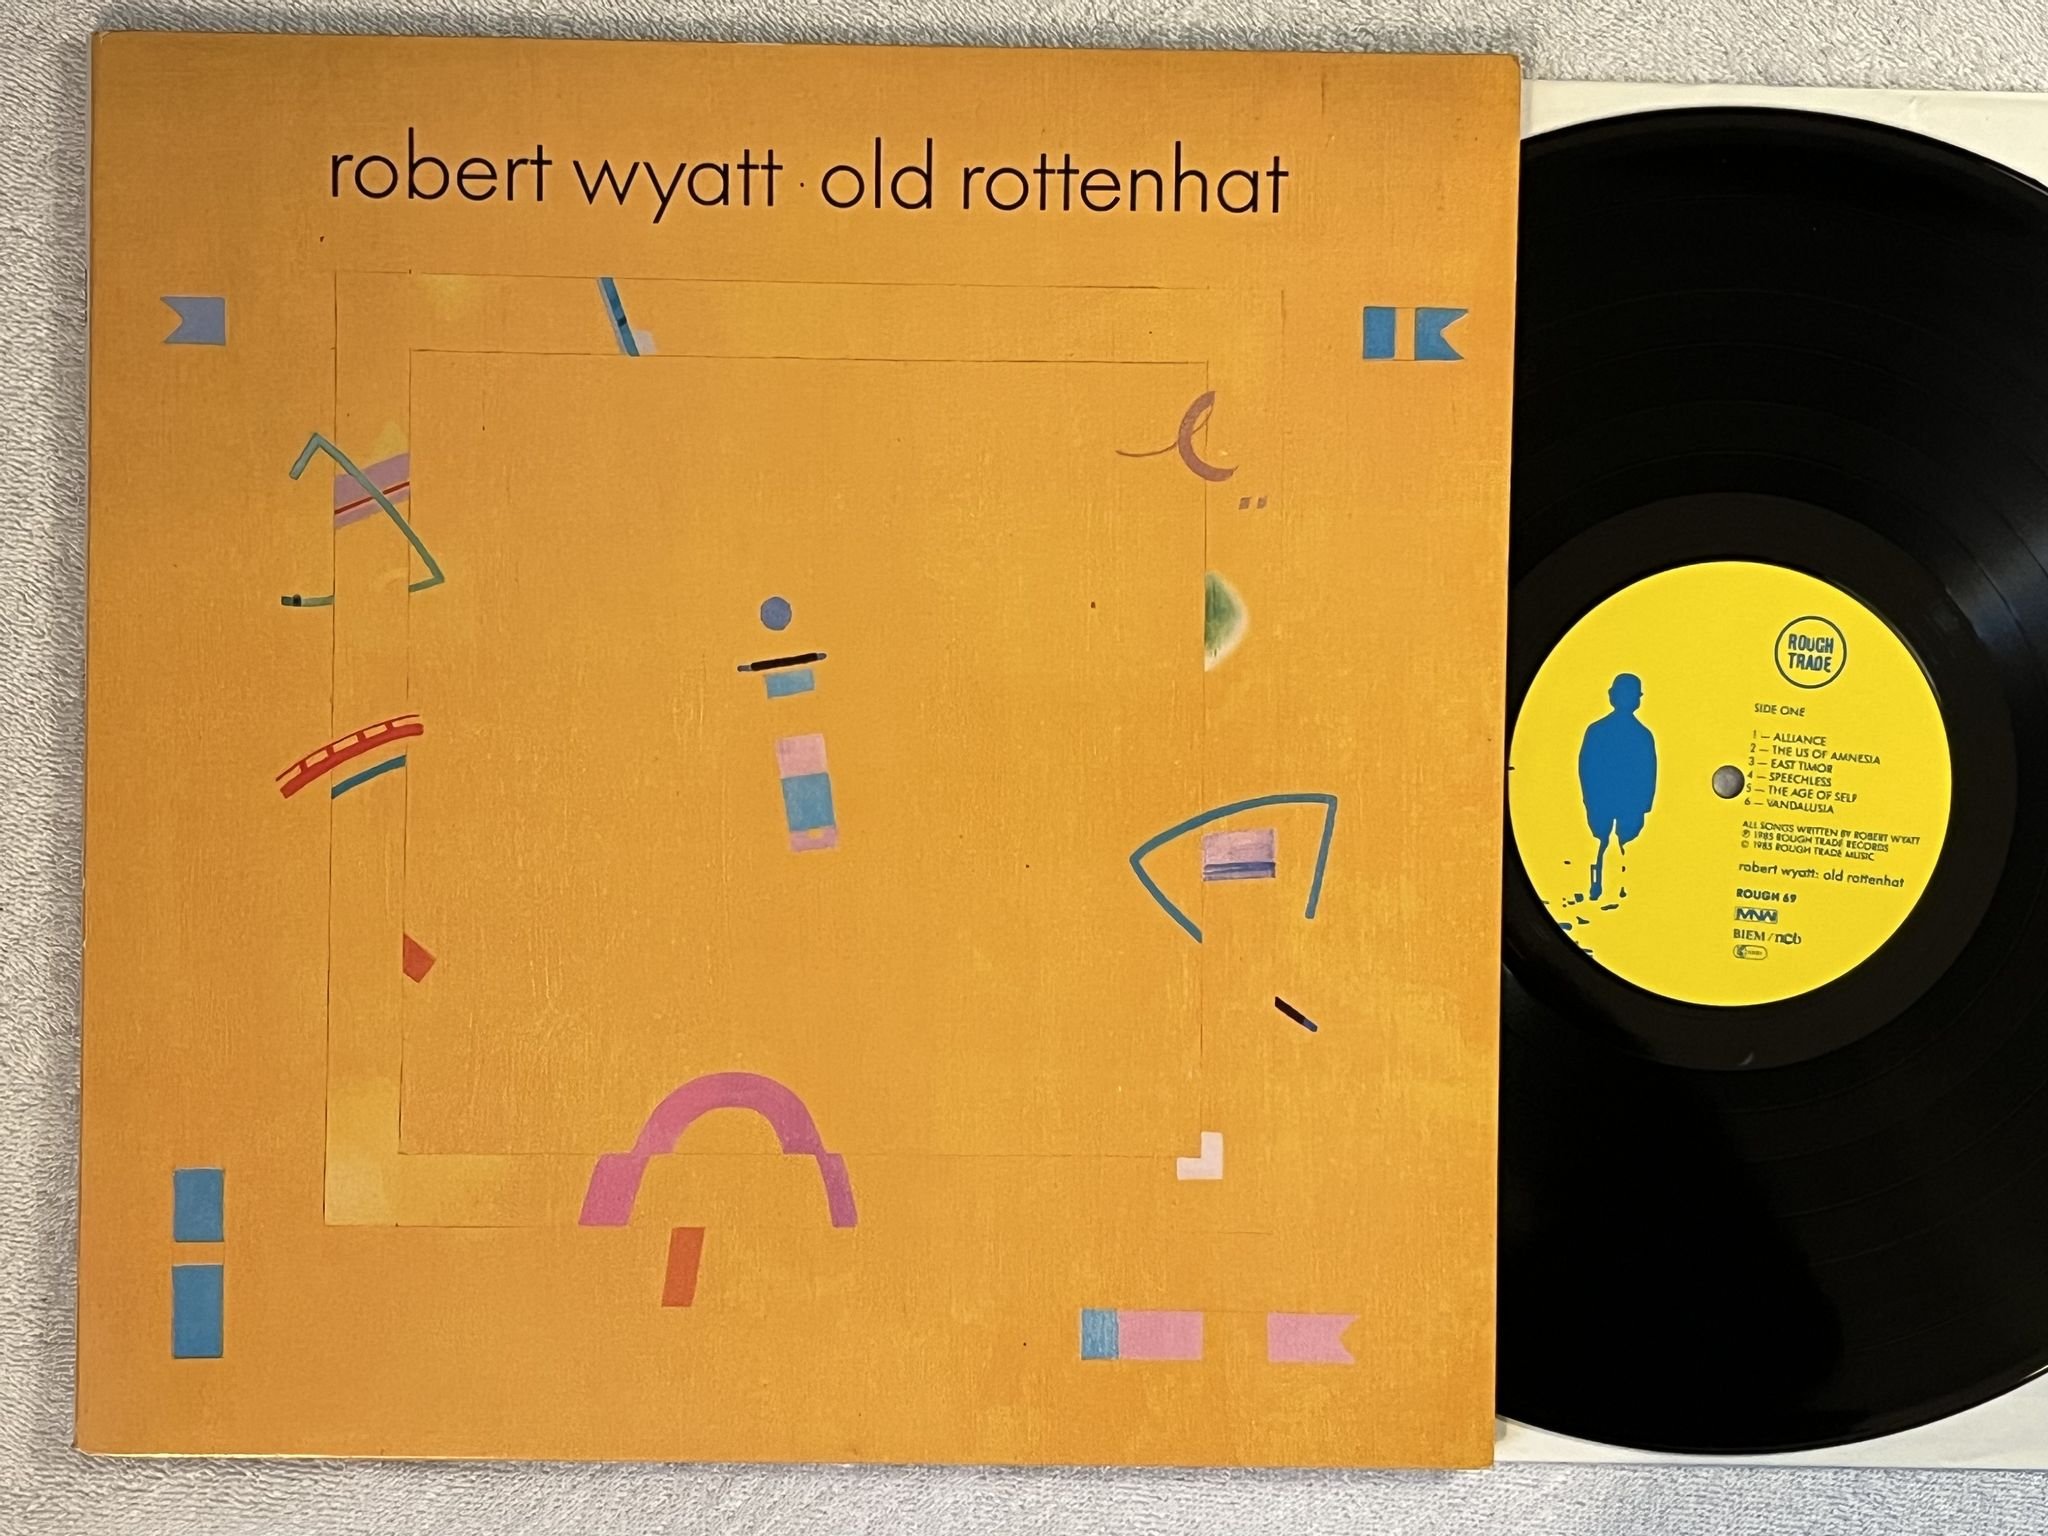 robert wyatt · old rottenhat
ROUGH
TRADE
SIDE ONE
1 – ALLIANCE
2 – THE US OF AMNESIA
3 – EAST TIMOR
4 – SPEECHLESS
5 – THE AGE OF SELF
6 – VANDALUSIA
ALL SONGS WRITTEN BY ROBERT WYATT
℗ 1985 ROUGH TRADE RECORDS
© 1985 ROUGH TRADE MUSIC
robert wyatt: old rottenhat
ROUGH 69
MNW
BIEM / ncb